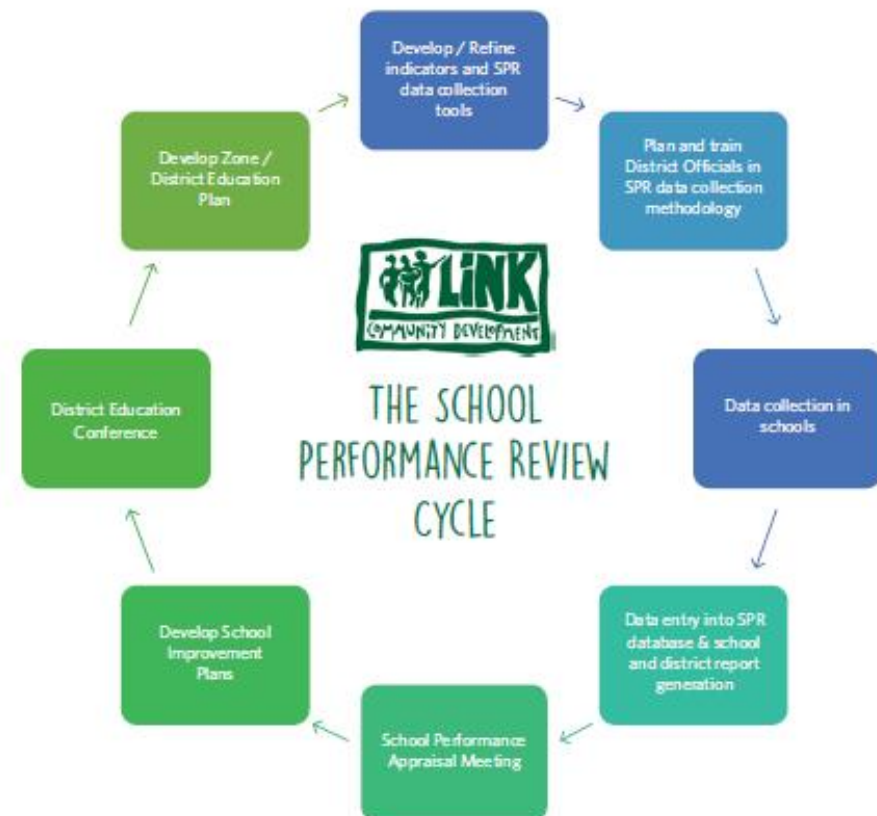 Develop / Refine
indicators and SPR
data collection
tools
Plan and train
District Officials in
SPR data collection
methodology
Data collection in
schools
Data entry into SPR
database & school
and district report
generation
School Performance
Appraisal Meeting
Develop School
Improvement
Plans
District Education
Conference
Develop Zone /
District Education
Plan
LiNK
COMMUNITY DEVELOPMENT
THE SCHOOL
PERFORMANCE REVIEW
CYCLE